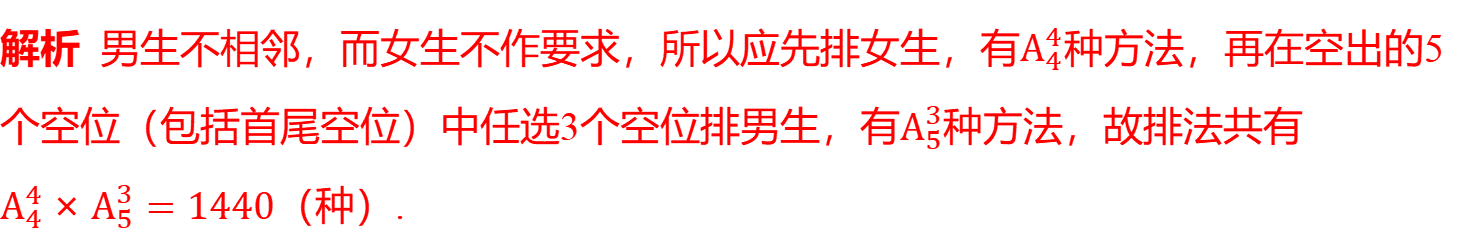 解析 男生不相邻，而女生不作要求，所以应先排女生，有A₄⁴种方法，再在空出的5
个空位（包括首尾空位）中任选3个空位排男生，有A₅³种方法，故排法共有
A₄⁴ × A₅³ = 1440（种）.